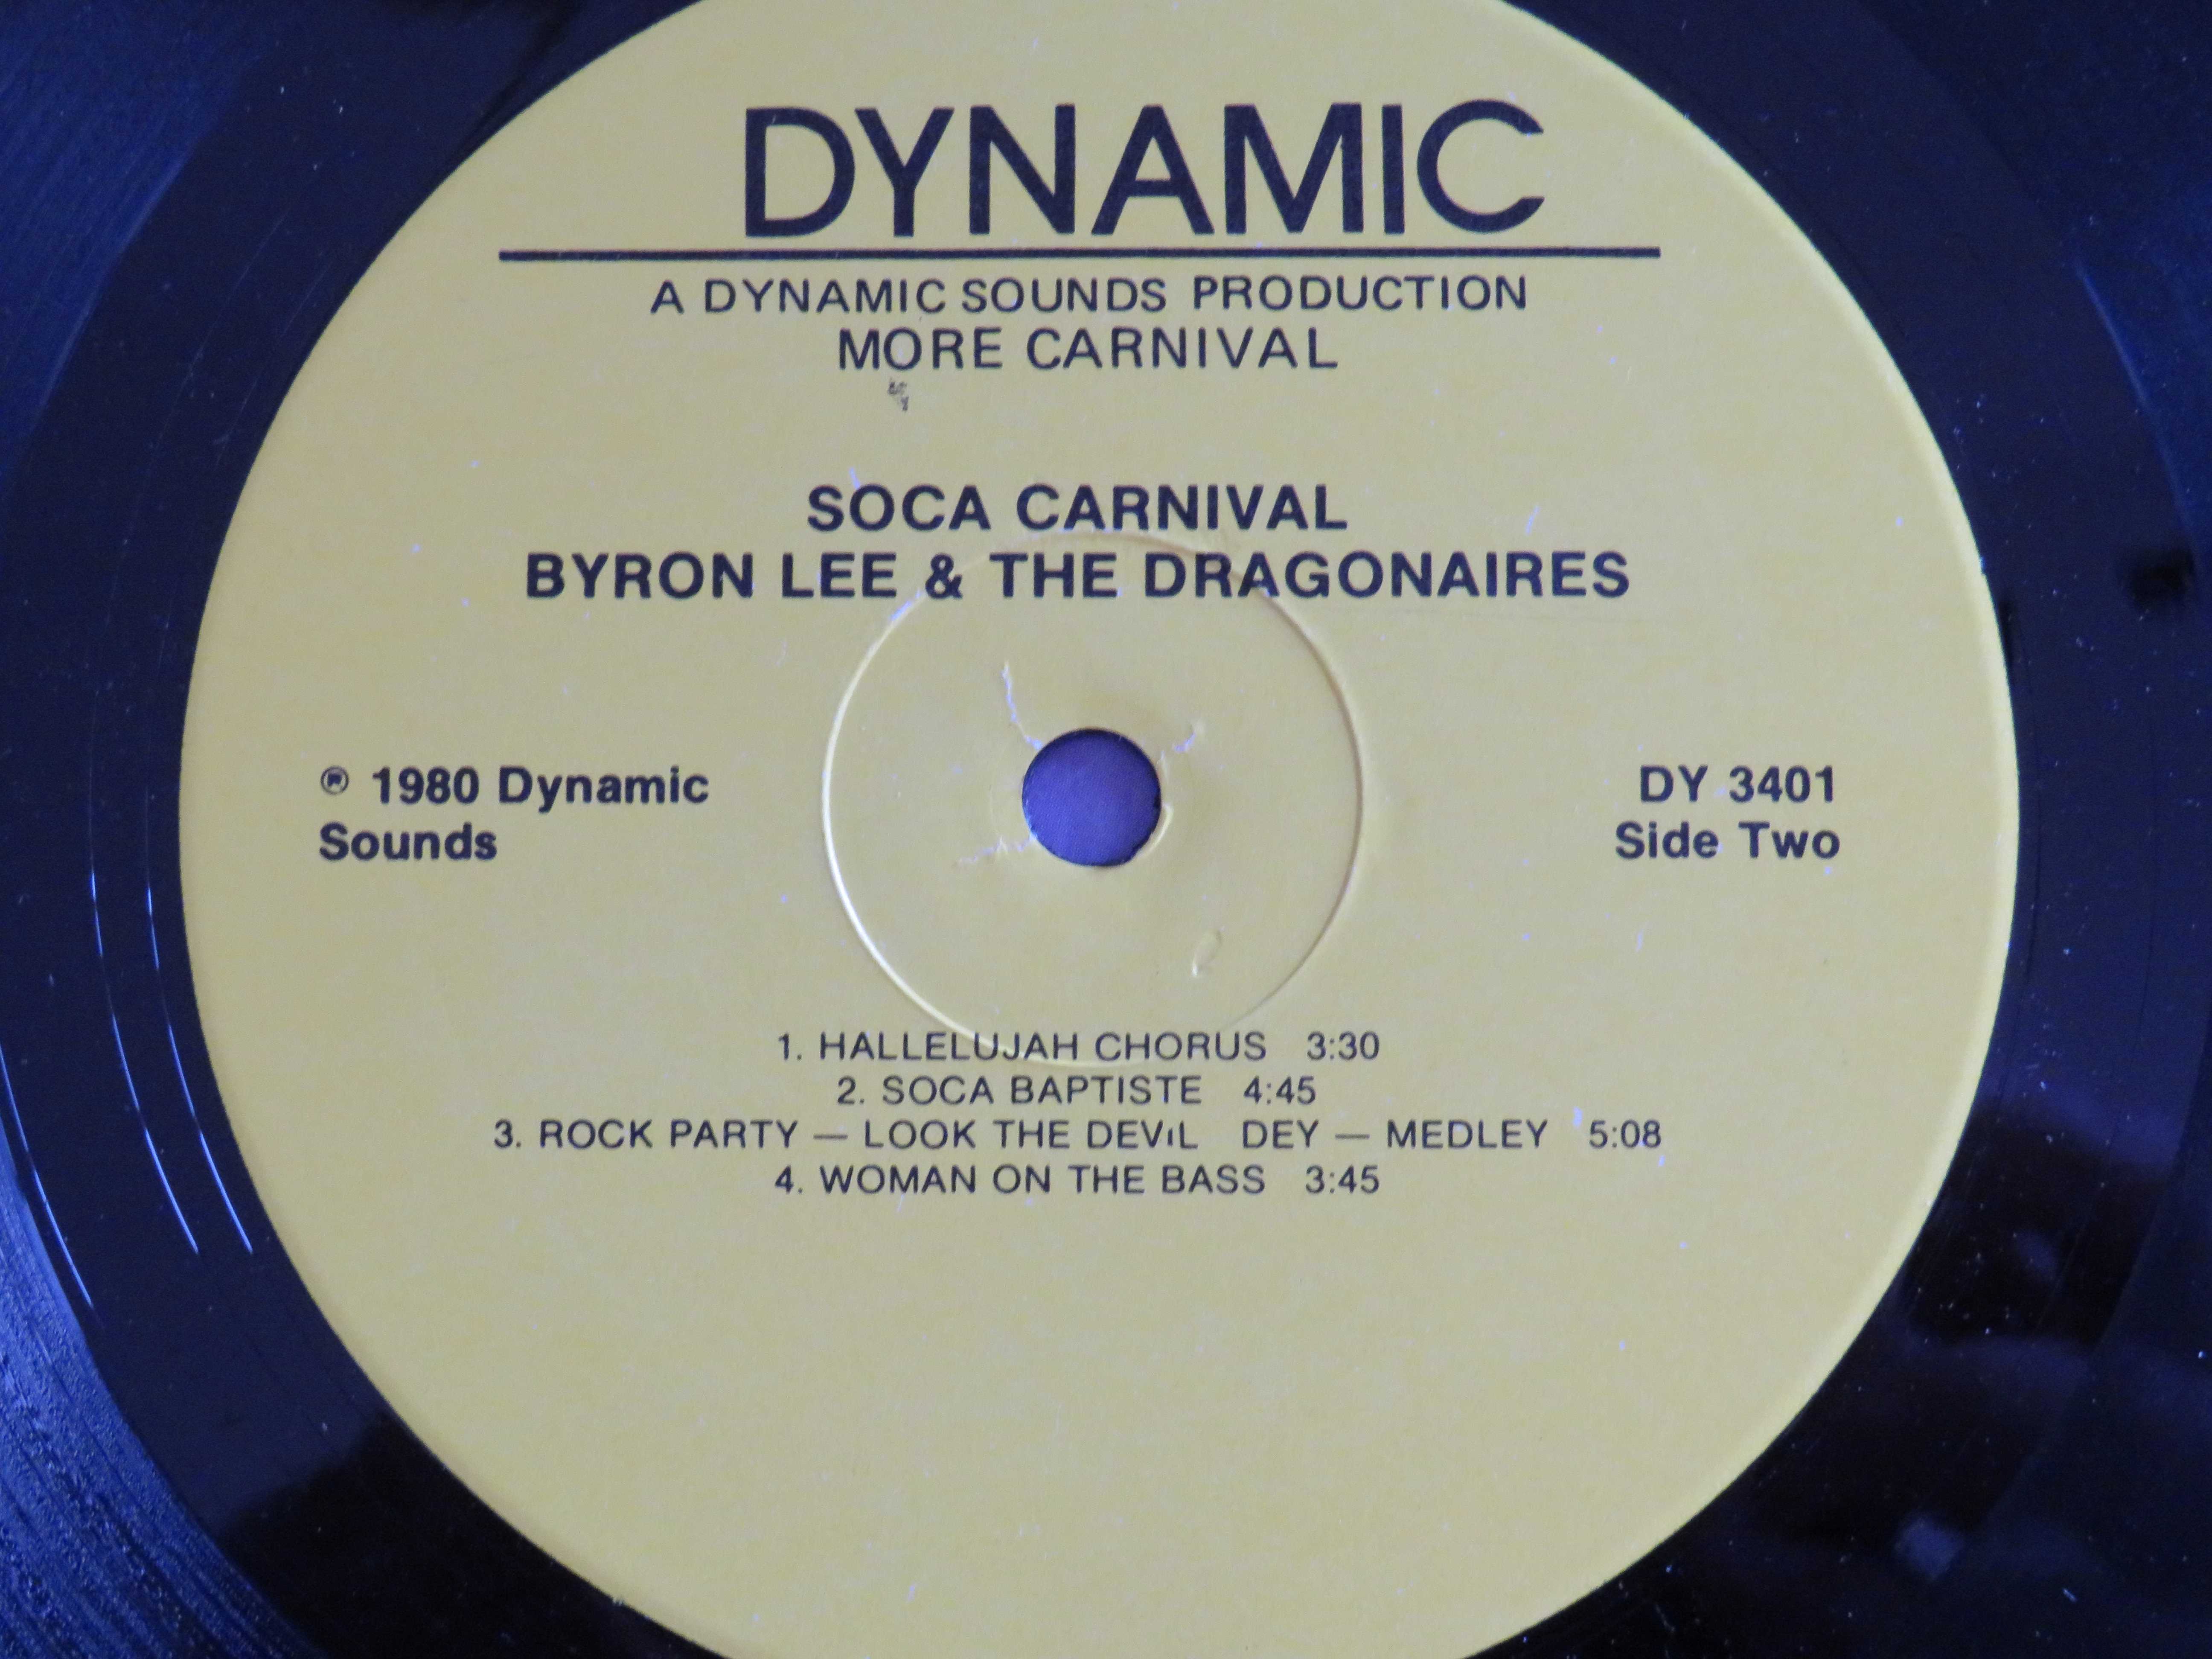 DYNAMIC
A DYNAMIC SOUNDS PRODUCTION
MORE CARNIVAL
SOCA CARNIVAL
BYRON LEE & THE DRAGONAIRES
℗ 1980 Dynamic
Sounds
DY 3401
Side Two
1. HALLELUJAH CHORUS 3:30
2. SOCA BAPTISTE 4:45
3. ROCK PARTY — LOOK THE DEViL DEY — MEDLEY 5:08
4. WOMAN ON THE BASS 3:45